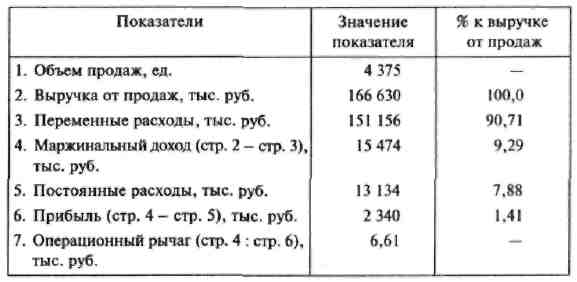 Показатели Значение % к выручке
показателя от продаж
1. Объем продаж, ед. 4 375 —
2. Выручка от продаж, тыс. руб. 166 630 100,0
3. Переменные расходы, тыс. руб. 151 156 90,71
4. Маржинальный доход (стр. 2 – стр. 3), 15 474 9,29
тыс. руб.
5. Постоянные расходы, тыс. руб. 13 134 7,88
6. Прибыль (стр. 4 – стр. 5), тыс. руб. 2 340 1,41
7. Операционный рычаг (стр. 4 : стр. 6), 6,61 —
тыс. руб.